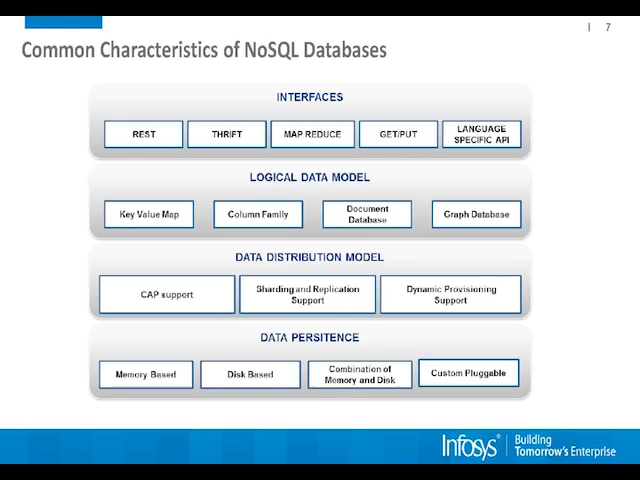 | 7
Common Characteristics of NoSQL Databases
INTERFACES
REST
THRIFT
MAP REDUCE
GET/PUT
LANGUAGE
SPECIFIC API
LOGICAL DATA MODEL
Key Value Map
Column Family
Document
Database
Graph Database
DATA DISTRIBUTION MODEL
CAP support
Sharding and Replication
Support
Dynamic Provisioning
Support
DATA PERSITENCE
Memory Based
Disk Based
Combination of
Memory and Disk
Custom Pluggable
Infosys®
Building
Tomorrow's Enterprise